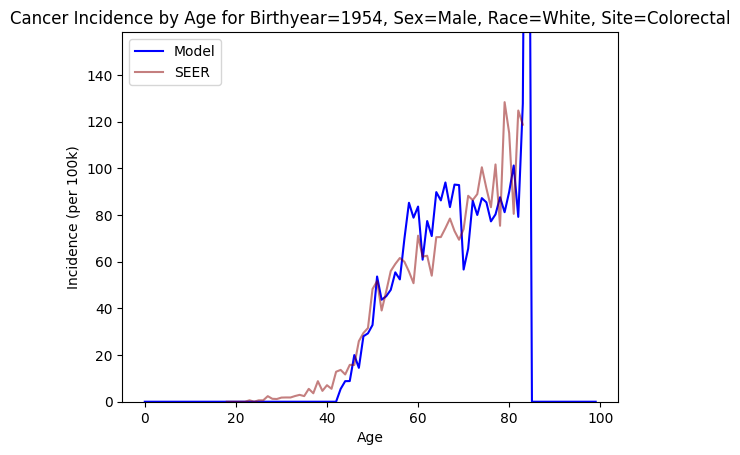 Cancer Incidence by Age for Birthyear=1954, Sex=Male, Race=White, Site=Colorectal
Model
SEER
Incidence (per 100k)
140
120
100
80
60
40
20
0
0 20 40 60 80 100
Age